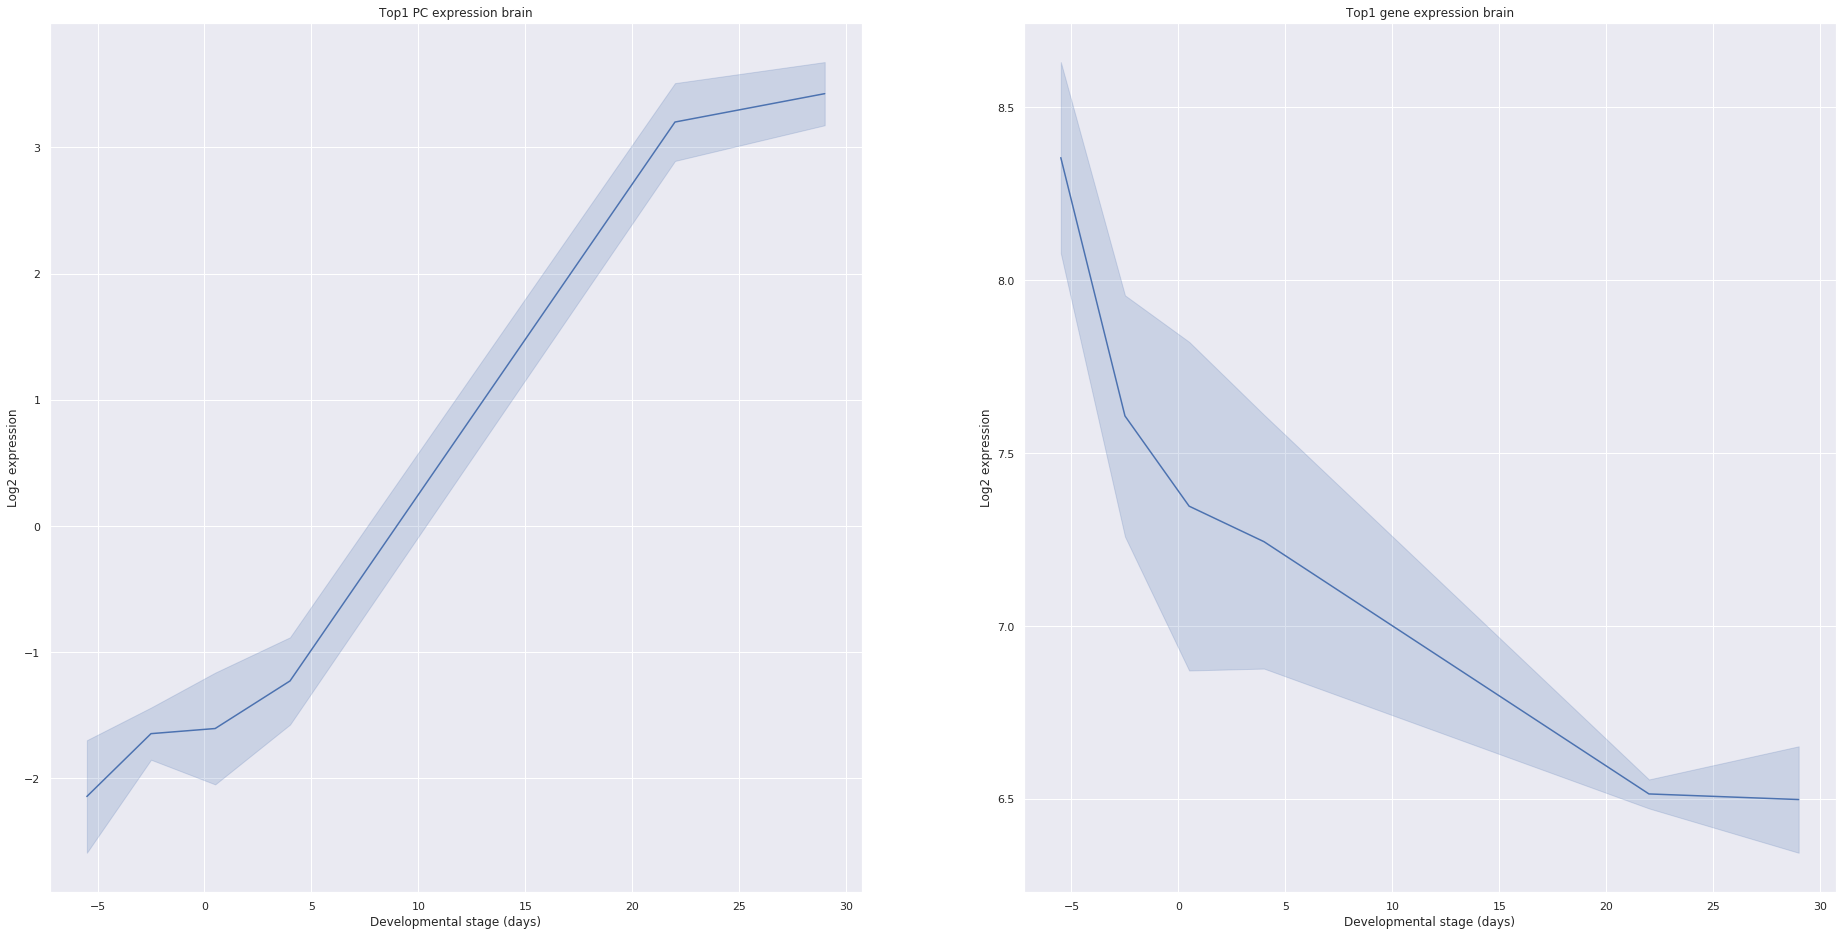 Top1 PC expression brain
Log2 expression
3
2
1
0
−1
−2
−5 0 5 10 15 20 25 30
Developmental stage (days)
Top1 gene expression brain
Log2 expression
8.5
8.0
7.5
7.0
6.5
−5 0 5 10 15 20 25 30
Developmental stage (days)